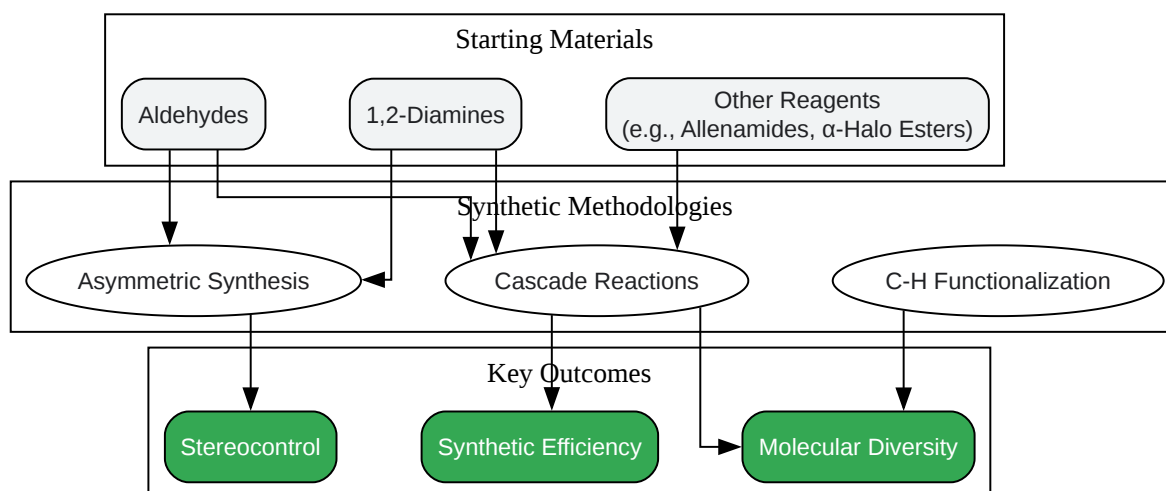 Starting Materials
Aldehydes
1,2-Diamines
Other Reagents
(e.g., Allenamides, α-Halo Esters)
Synthetic Methodologies
Asymmetric Synthesis
Cascade Reactions
C-H Functionalization
Key Outcomes
Stereocontrol
Synthetic Efficiency
Molecular Diversity